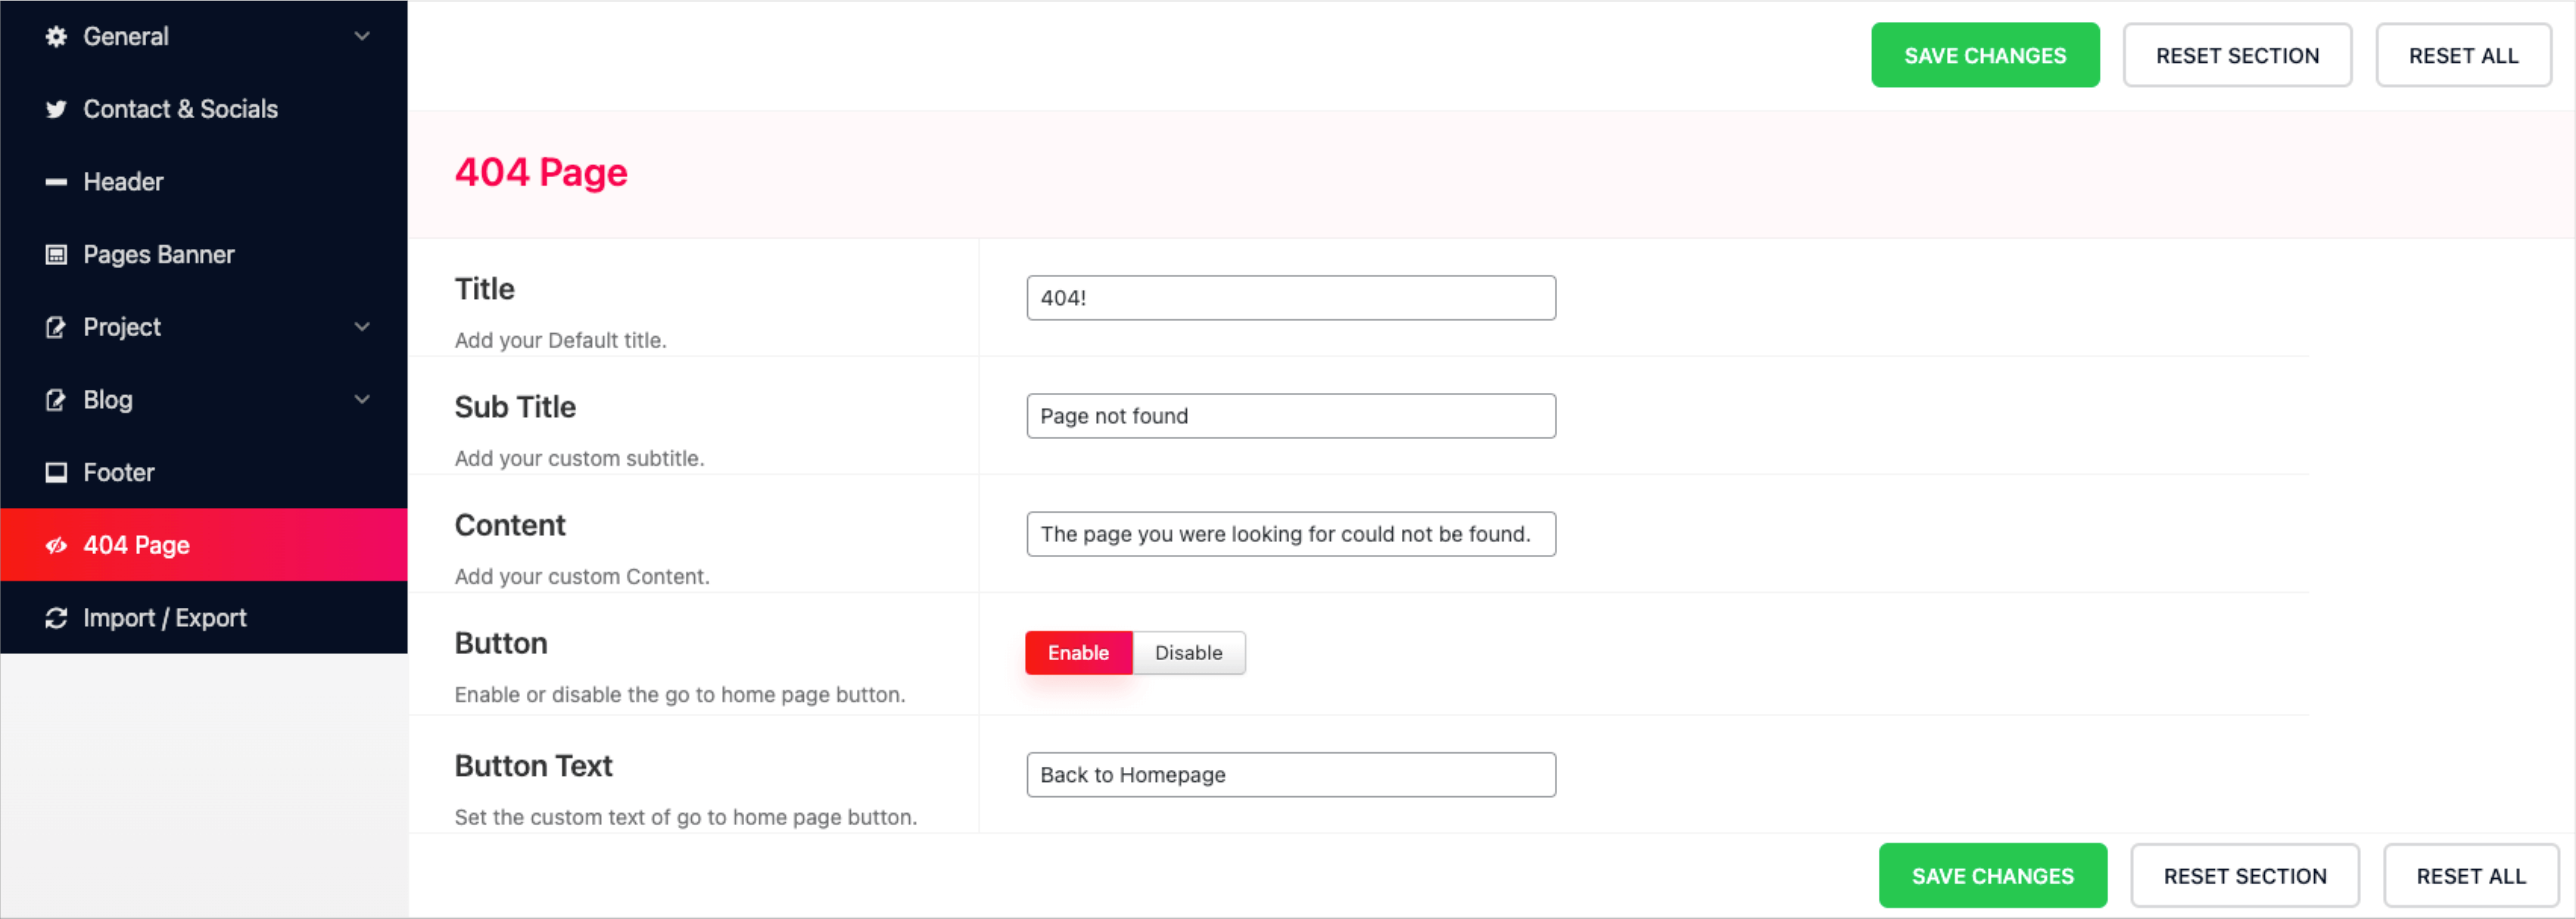 General
Contact & Socials
Header
Pages Banner
Project
Blog
Footer
404 Page
Import / Export
SAVE CHANGES
RESET SECTION
RESET ALL
404 Page
Title
Add your Default title.
404!
Sub Title
Add your custom subtitle.
Page not found
Content
Add your custom Content.
The page you were looking for could not be found.
Button
Enable or disable the go to home page button.
Enable
Disable
Button Text
Set the custom text of go to home page button.
Back to Homepage
SAVE CHANGES
RESET SECTION
RESET ALL